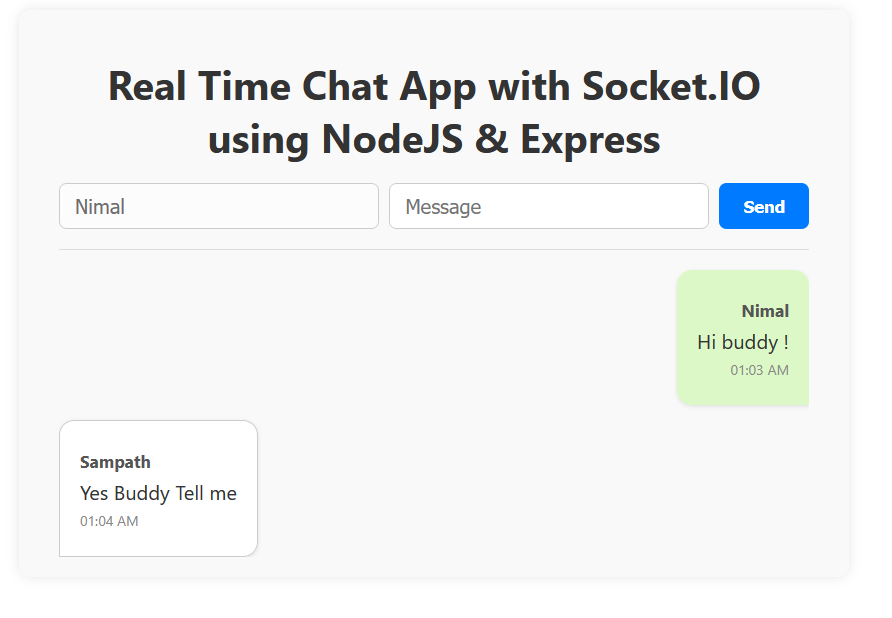 Real Time Chat App with Socket.IO
using NodeJS & Express
Nimal
Message
Send
Nimal
Hi buddy !
01:03 AM
Sampath
Yes Buddy Tell me
01:04 AM